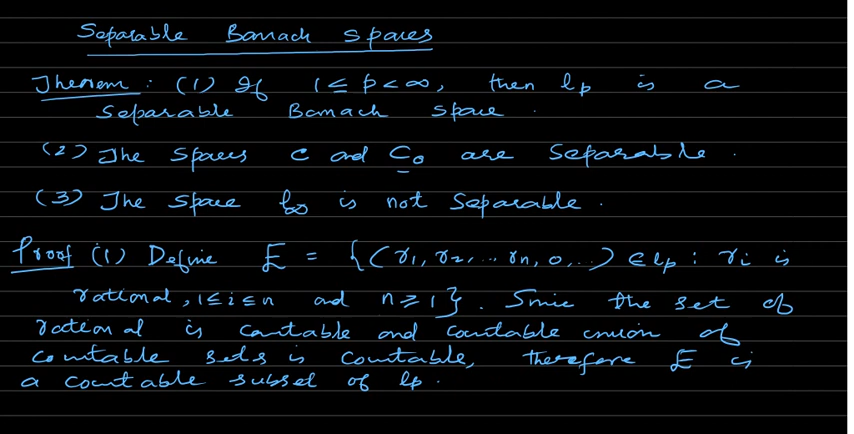 Separable Banach spaces
Theorem : (1) If 1 ≤ p < ∞, then lp is a
separable Banach space.
(2) The spaces c and c₀ are separable.
(3) The space l∞ is not separable.
Proof (1) Define E = {(r₁, r₂, ... rn, 0, ...) ∈ lp : ri is
rational, 1 ≤ i ≤ n and n ≥ 1}. Since the set of
rational is countable and countable union of
countable sets is countable, therefore E is
a countable subset of lp.